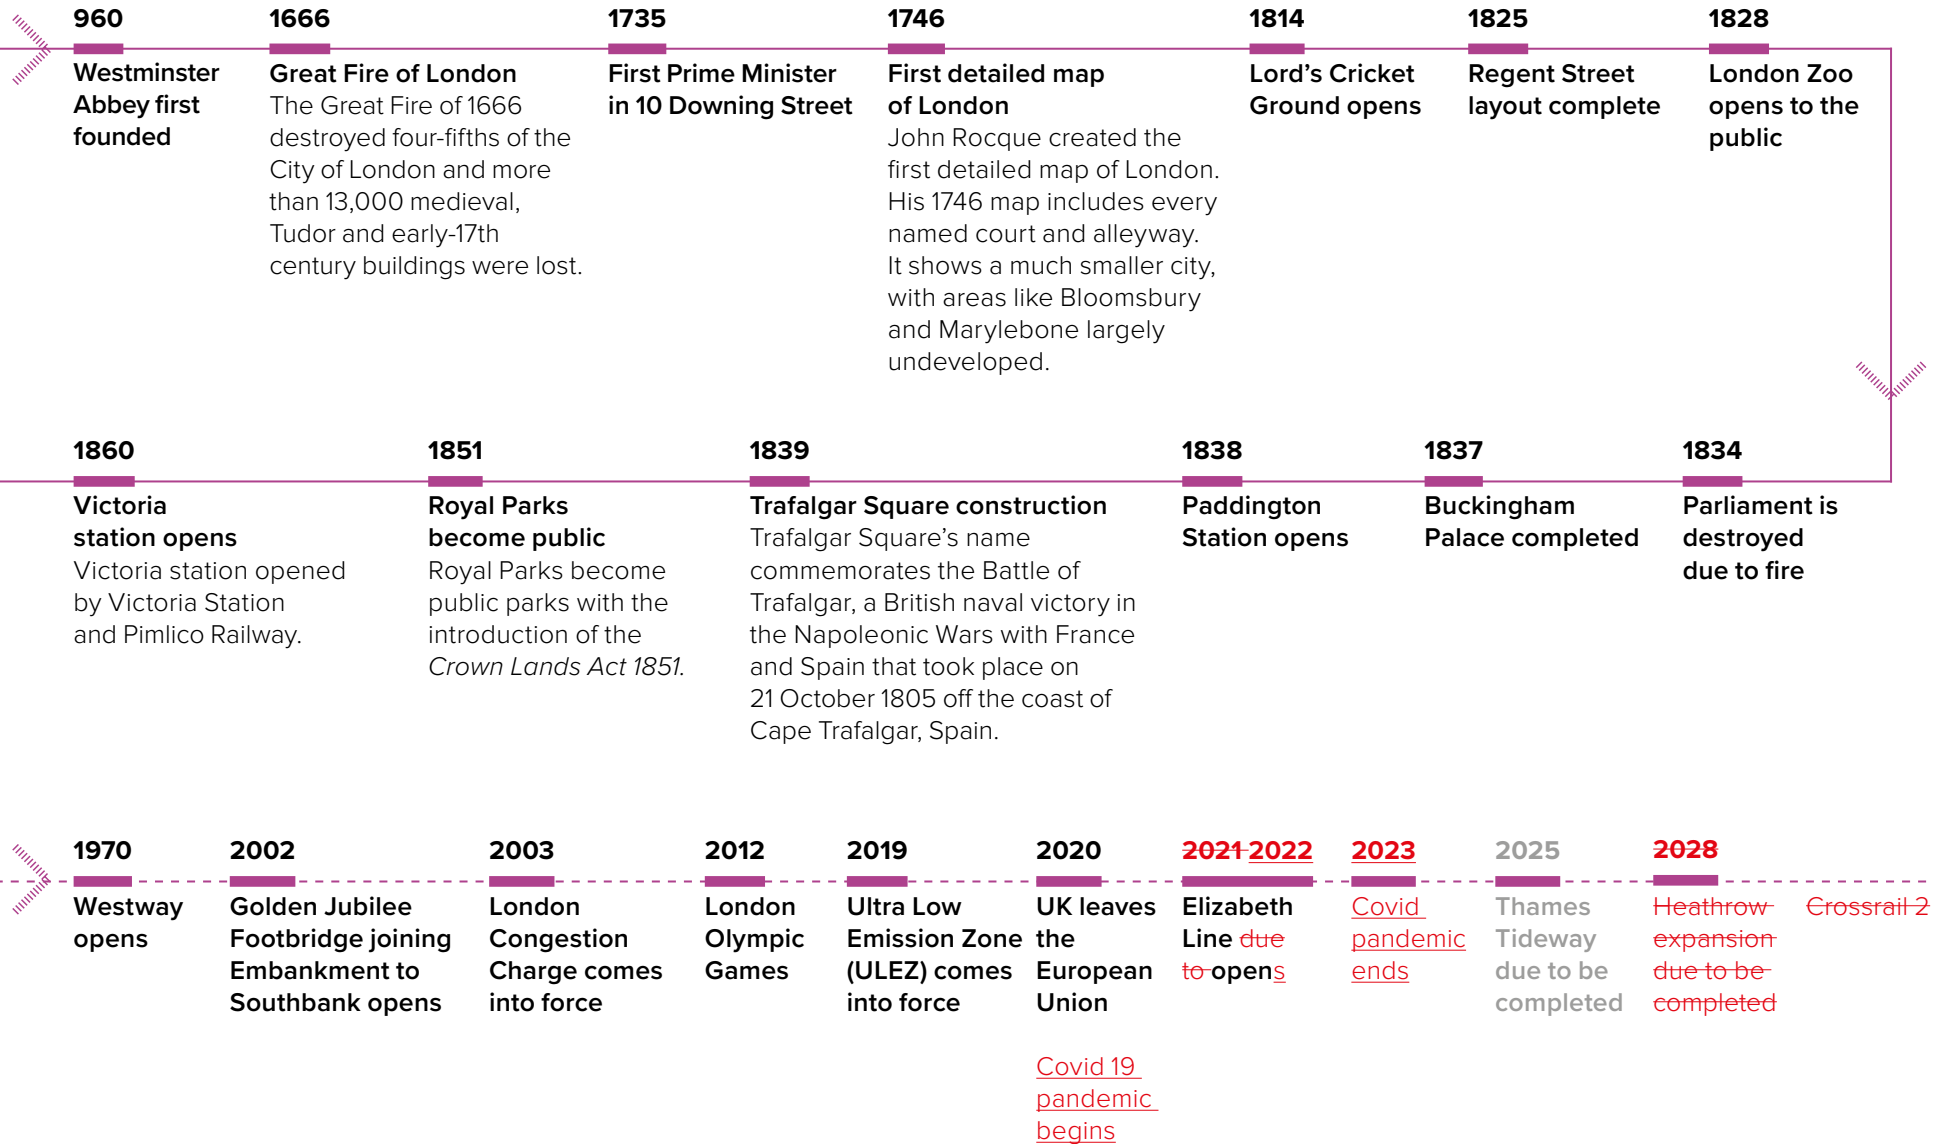 960
Westminster
Abbey first
founded
1666
Great Fire of London
The Great Fire of 1666
destroyed four-fifths of the
City of London and more
than 13,000 medieval,
Tudor and early-17th
century buildings were lost.
1735
First Prime Minister
in 10 Downing Street
1746
First detailed map
of London
John Rocque created the
first detailed map of London.
His 1746 map includes every
named court and alleyway.
It shows a much smaller city,
with areas like Bloomsbury
and Marylebone largely
undeveloped.
1814
Lord's Cricket
Ground opens
1825
Regent Street
layout complete
1828
London Zoo
opens to the
public
1860
Victoria
station opens
Victoria station opened
by Victoria Station
and Pimlico Railway.
1851
Royal Parks
become public
Royal Parks become
public parks with the
introduction of the
Crown Lands Act 1851.
1839
Trafalgar Square construction
Trafalgar Square's name
commemorates the Battle of
Trafalgar, a British naval victory in
the Napoleonic Wars with France
and Spain that took place on
21 October 1805 off the coast of
Cape Trafalgar, Spain.
1838
Paddington
Station opens
1837
Buckingham
Palace completed
1834
Parliament is
destroyed
due to fire
1970
Westway
opens
2002
Golden Jubilee
Footbridge joining
Embankment to
Southbank opens
2003
London
Congestion
Charge comes
into force
2012
London
Olympic
Games
2019
Ultra Low
Emission Zone
(ULEZ) comes
into force
2020
UK leaves
the
European
Union
Covid 19
pandemic
begins
2021 2022
Elizabeth
Line due
to opens
2023
Covid
pandemic
ends
2025
Thames
Tideway
due to be
completed
2028
Heathrow
expansion
due to be
completed
Crossrail 2